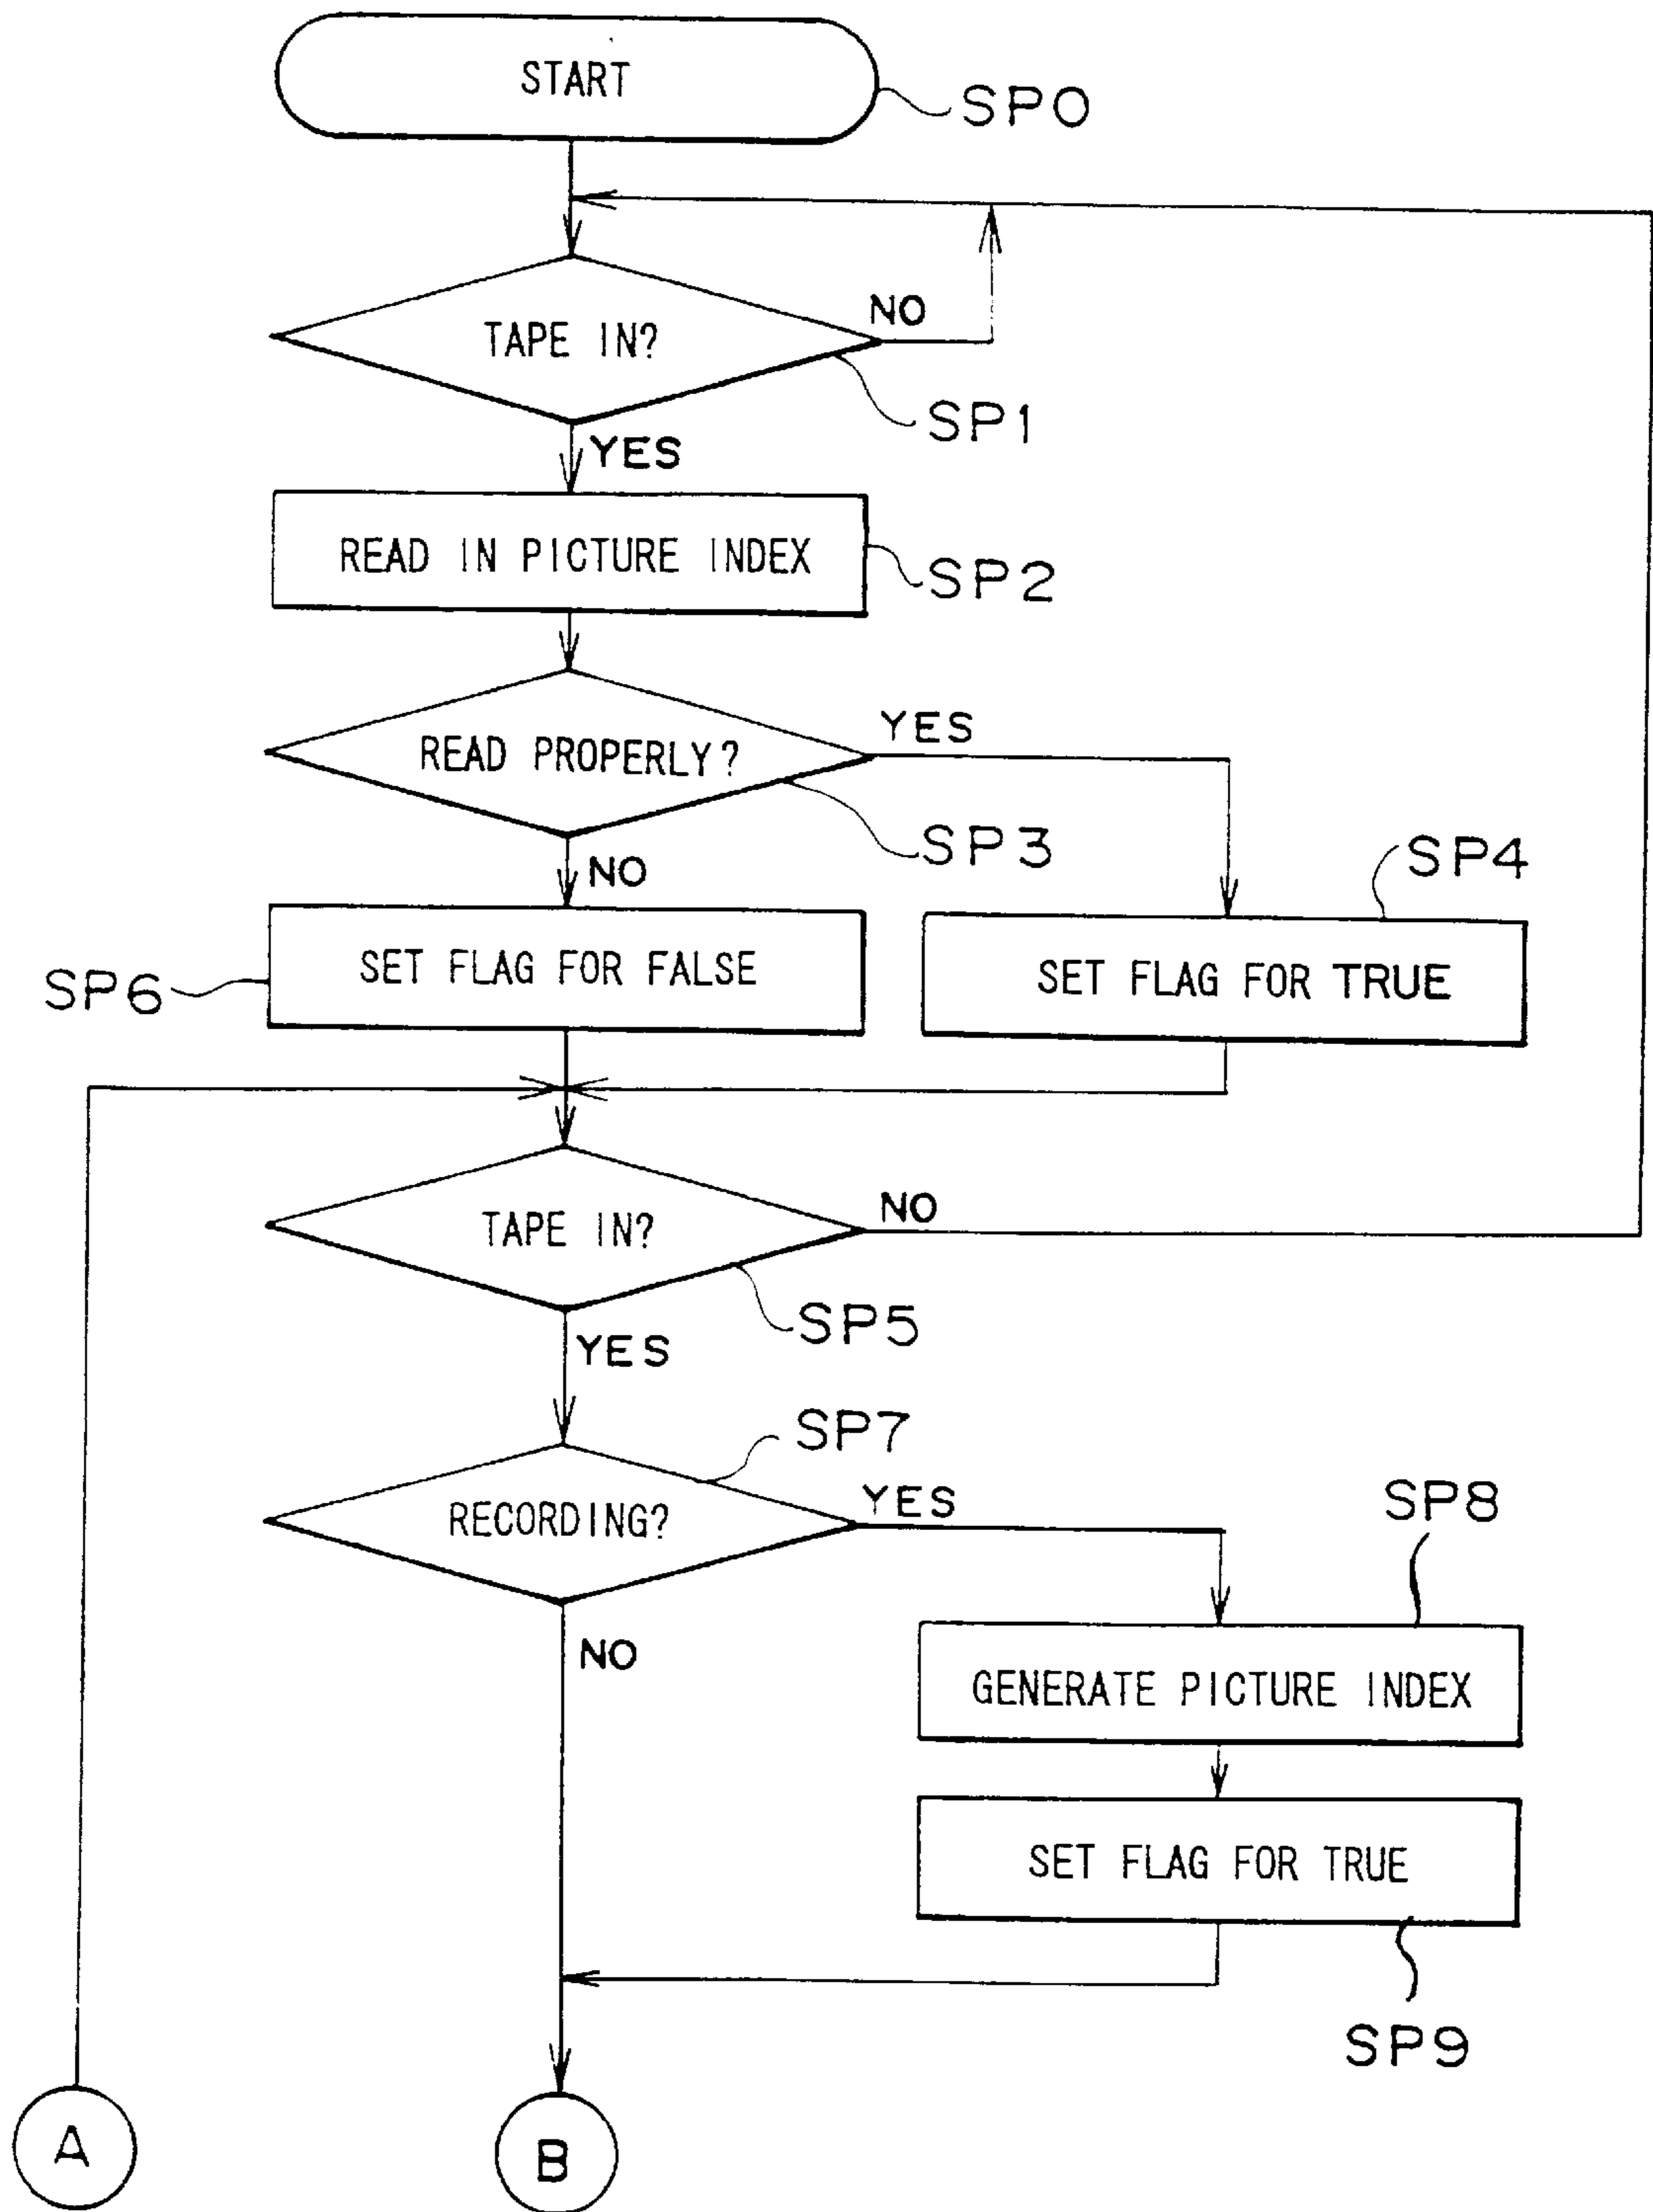 START
SP0
TAPE IN?
NO
SP1
YES
READ IN PICTURE INDEX
SP2
READ PROPERLY?
YES
SP3
NO
SP4
SET FLAG FOR FALSE
SET FLAG FOR TRUE
SP6
TAPE IN?
NO
SP5
YES
SP7
RECORDING?
YES
SP8
NO
GENERATE PICTURE INDEX
SET FLAG FOR TRUE
SP9
A
B